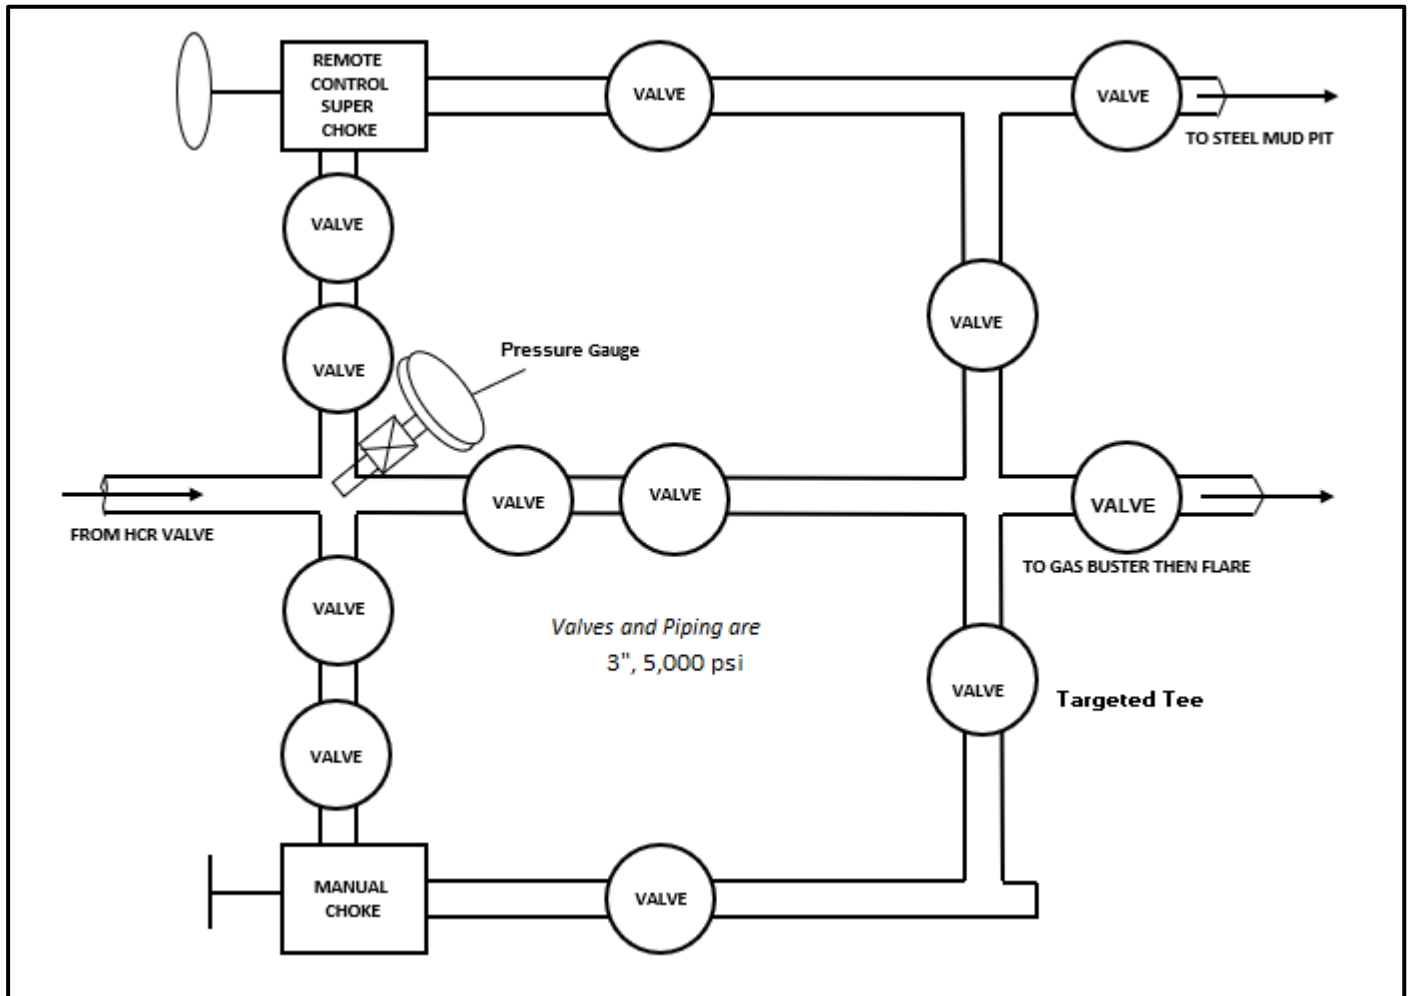 REMOTE
CONTROL
SUPER
CHOKE
VALVE
VALVE
TO STEEL MUD PIT
VALVE
VALVE
VALVE
Pressure Gauge
FROM HCR VALVE
VALVE
VALVE
VALVE
TO GAS BUSTER THEN FLARE
VALVE
Valves and Piping are
3", 5,000 psi
VALVE
Targeted Tee
VALVE
MANUAL
CHOKE
VALVE